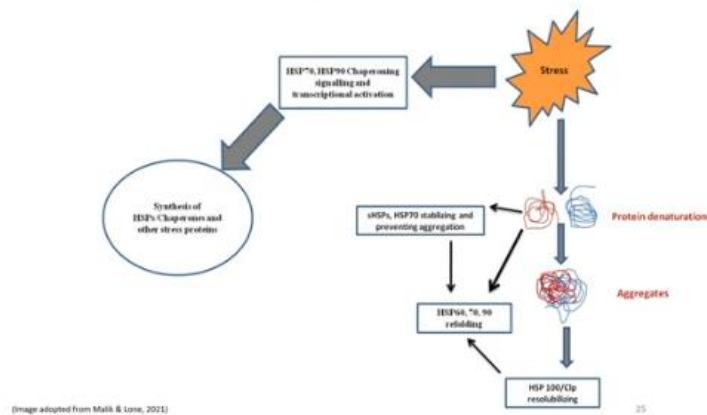 Stress
HSP70, HSP90 Chaperoning
signalling and
transcriptional activation
Synthesis of
HSPs/Chaperones and
other stress proteins
sHSPs, HSP70 stablizing and
preventing aggregation
Protein denaturation
Aggregates
HSP60, 70, 90
refolding
HSP 100/Clp
resolubilizing
(Image adopted from Malik & Lone, 2021)
25